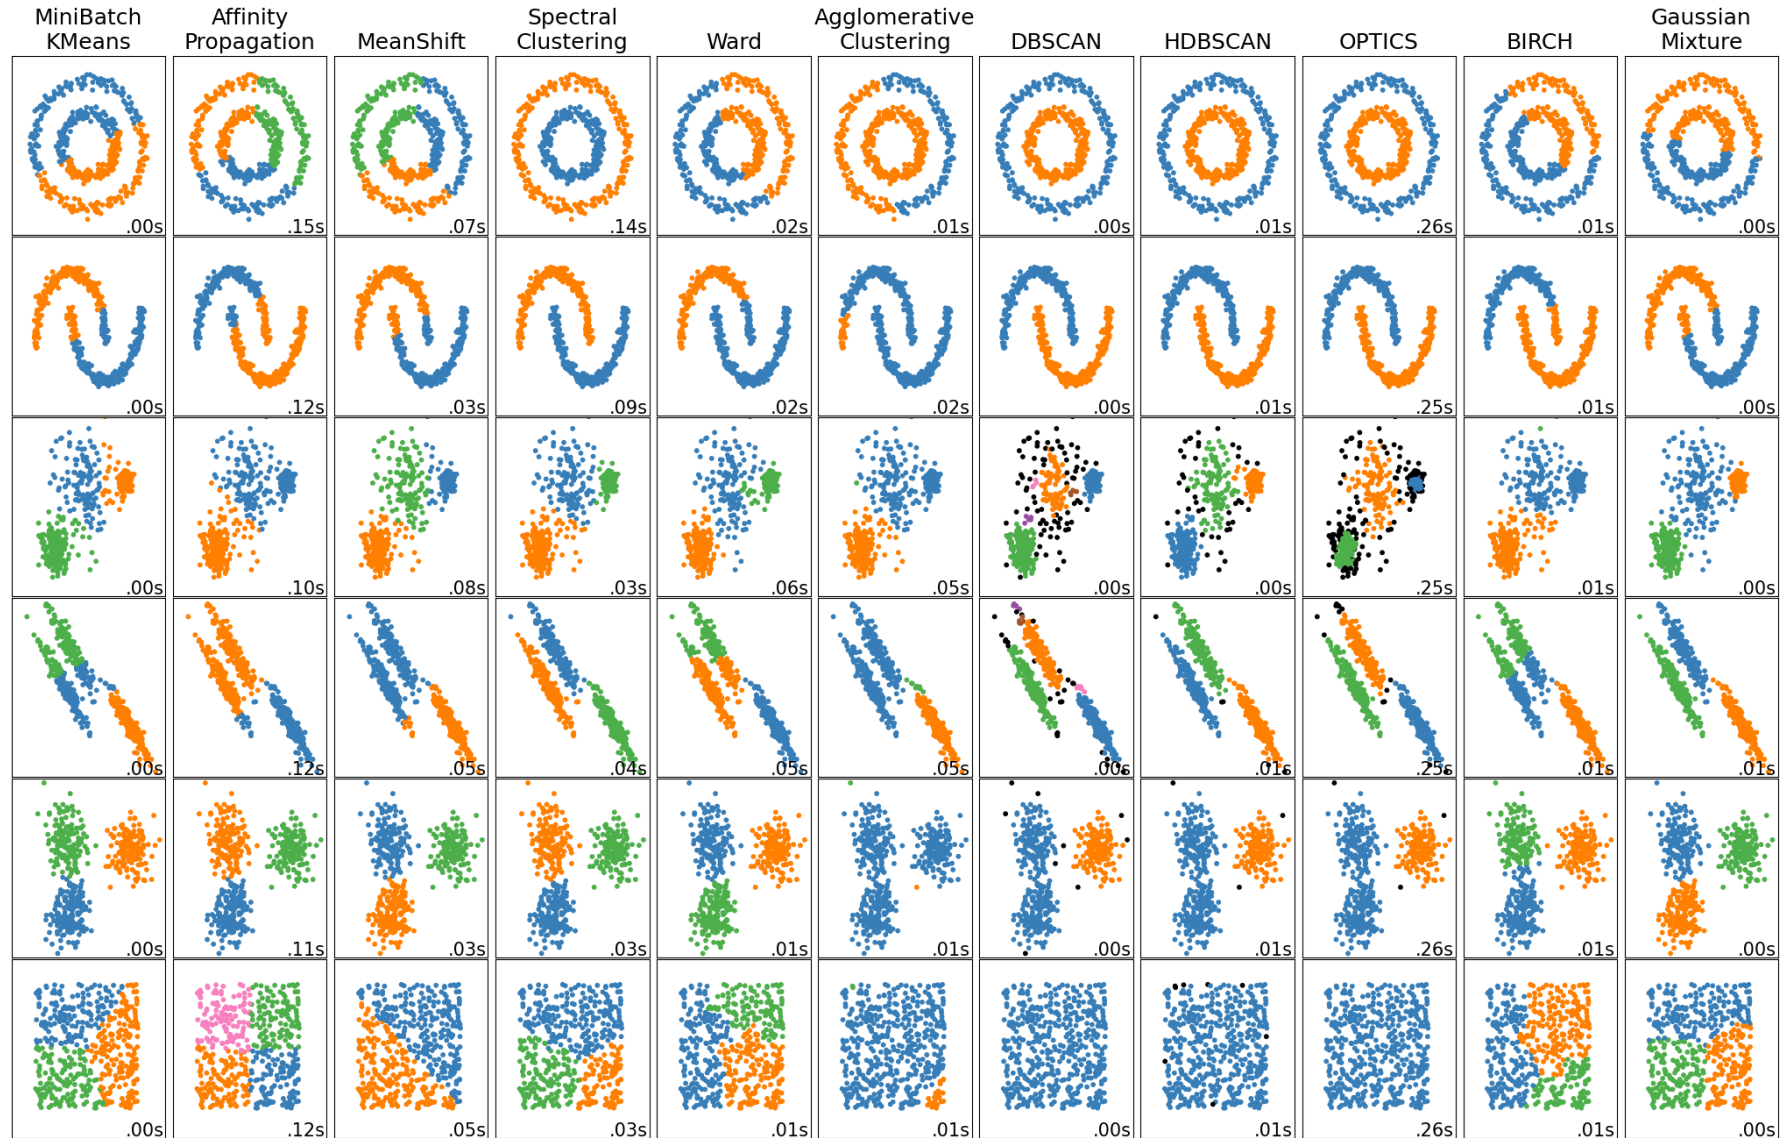 MiniBatch
KMeans
Affinity
Propagation
MeanShift
Spectral
Clustering
Ward
Agglomerative
Clustering
DBSCAN
HDBSCAN
OPTICS
BIRCH
Gaussian
Mixture
.00s .15s .07s .14s .02s .01s .00s .01s .26s .01s .00s
.00s .12s .03s .09s .02s .02s .00s .01s .25s .01s .00s
.00s .10s .08s .03s .06s .05s .00s .00s .25s .01s .00s
.00s .12s .05s .04s .05s .05s .00s .01s .25s .01s .01s
.00s .11s .03s .03s .01s .01s .00s .01s .26s .01s .00s
.00s .12s .05s .03s .01s .01s .00s .01s .26s .01s .00s